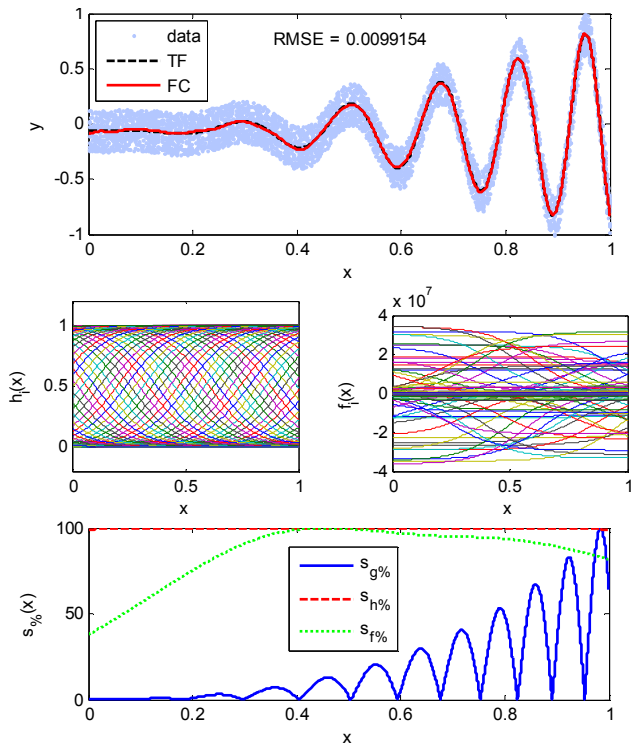 1
0.5
0
-0.5
-1
y
data
TF
FC
RMSE = 0.0099154
0 0.2 0.4 0.6 0.8 1
x
1
0.5
0
h_i(x)
0 0.5 1
x
x 10^7
4
2
0
-2
-4
f_i(x)
0 0.5 1
x
100
50
0
s_%(x)
s_g%
s_h%
s_f%
0 0.2 0.4 0.6 0.8 1
x